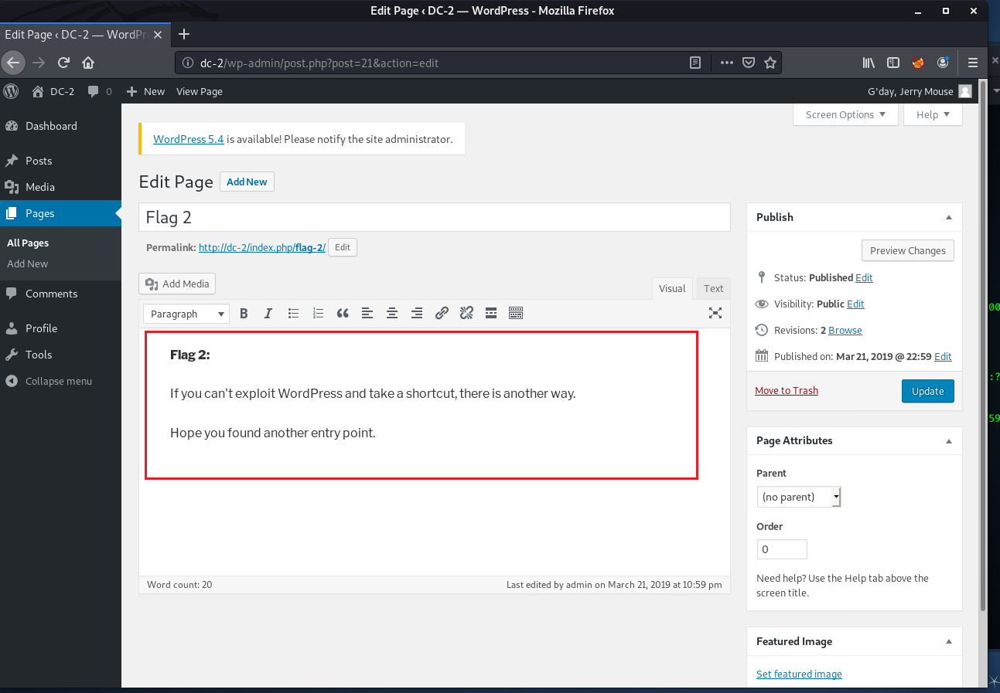 Edit Page ‹ DC-2 — WordPress - Mozilla Firefox
Edit Page ‹ DC-2 — WordPr
dc-2/wp-admin/post.php?post=21&action=edit
DC-2 0 New View Page G'day, Jerry Mouse
Screen Options Help
Dashboard
Posts
Media
Pages
All Pages
Add New
Comments
Profile
Tools
Collapse menu
WordPress 5.4 is available! Please notify the site administrator.
Edit Page Add New
Flag 2
Permalink: http://dc-2/index.php/flag-2/ Edit
Add Media
Visual Text
Paragraph
Flag 2:
If you can't exploit WordPress and take a shortcut, there is another way.
Hope you found another entry point.
Word count: 20 Last edited by admin on March 21, 2019 at 10:59 pm
Publish
Preview Changes
Status: Published Edit
Visibility: Public Edit
Revisions: 2 Browse
Published on: Mar 21, 2019 @ 22:59 Edit
Move to Trash Update
Page Attributes
Parent
(no parent)
Order
0
Need help? Use the Help tab above the
screen title.
Featured Image
Set featured image
00
:?
59